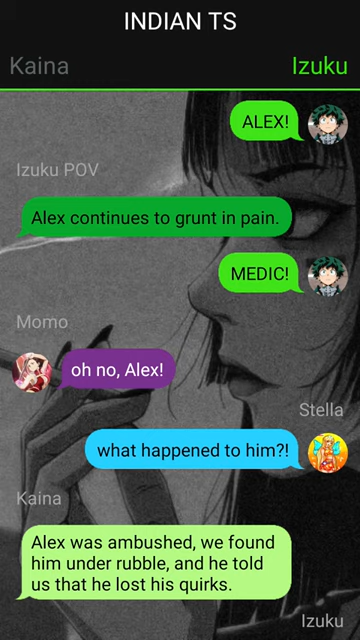 INDIAN TS
Kaina
Izuku
ALEX!
Izuku POV
Alex continues to grunt in pain.
MEDIC!
Momo
oh no, Alex!
Stella
what happened to him?!
Kaina
Alex was ambushed, we found
him under rubble, and he told
us that he lost his quirks.
Izuku